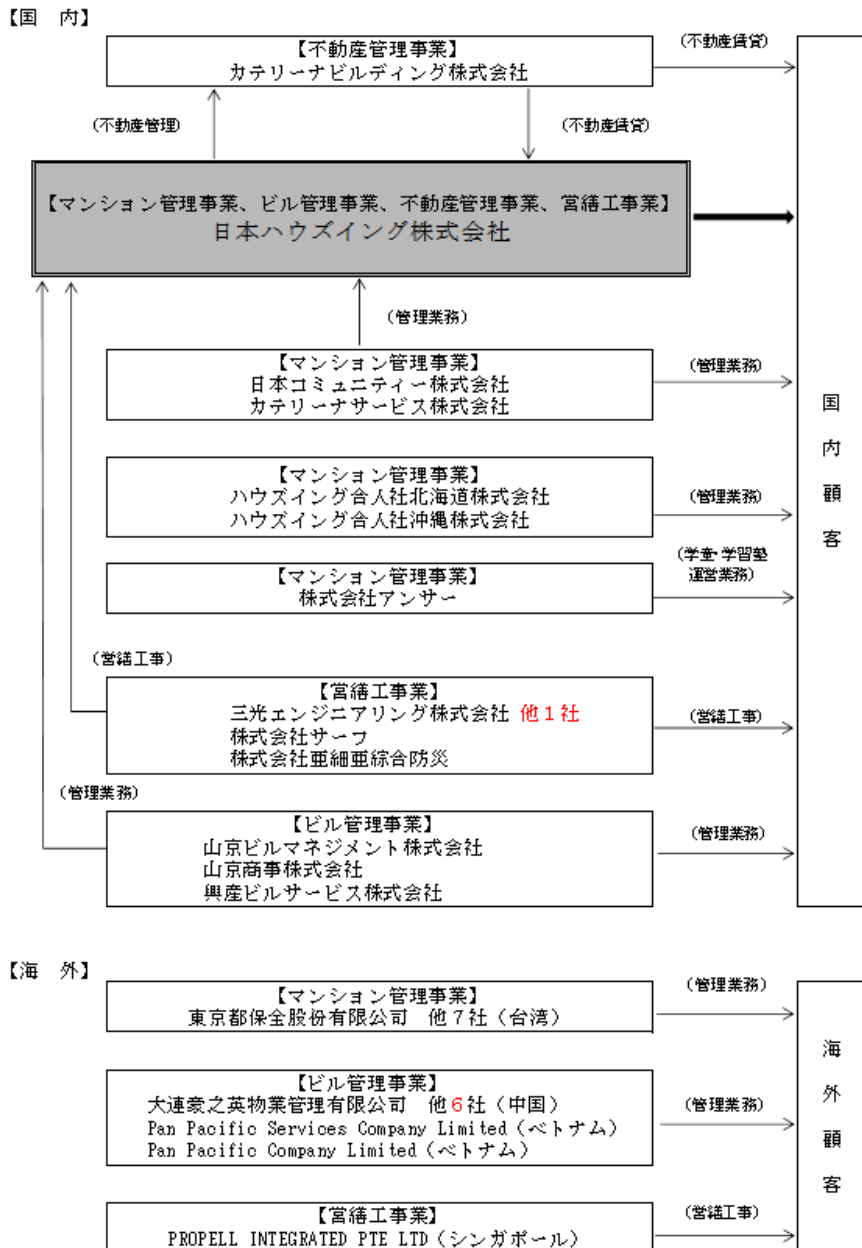 【国　内】
(不動産賃貸)
【不動産管理事業】
カテリーナビルディング株式会社
(不動産管理)
(不動産賃貸)
【マンション管理事業、ビル管理事業、不動産管理事業、営繕工事業】
日本ハウズイング株式会社
(管理業務)
【マンション管理事業】
日本コミュニティー株式会社
カテリーナサービス株式会社
(管理業務)
【マンション管理事業】
ハウズイング合人社北海道株式会社
ハウズイング合人社沖縄株式会社
(管理業務)
【マンション管理事業】
株式会社アンサー
(学童・学習塾
運営業務)
(営繕工事)
【営繕工事業】
三光エンジニアリング株式会社 他１社
株式会社サーフ
株式会社亜細亜綜合防災
(営繕工事)
(管理業務)
【ビル管理事業】
山京ビルマネジメント株式会社
山京商事株式会社
興産ビルサービス株式会社
(管理業務)
国内顧客
【海　外】
【マンション管理事業】
東京都保全股份有限公司　他７社（台湾）
(管理業務)
【ビル管理事業】
大連豪之英物業管理有限公司　他６社（中国）
Pan Pacific Services Company Limited（ベトナム）
Pan Pacific Company Limited（ベトナム）
(管理業務)
【営繕工事業】
PROPELL INTEGRATED PTE LTD（シンガポール）
(営繕工事)
海外顧客